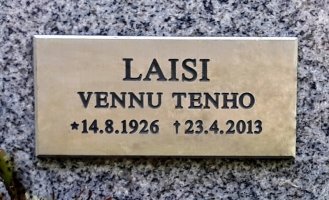 LAISI
VENNU TENHO
*14.8.1926 †23.4.2013